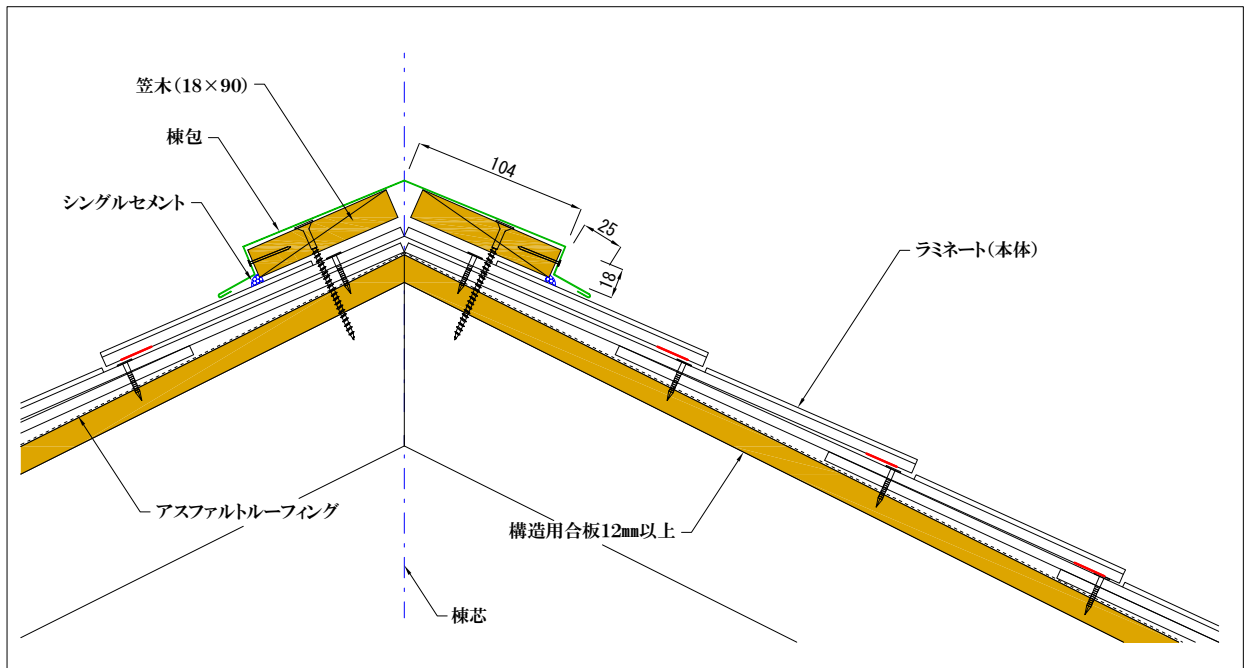 笠木(18×90)
棟包
104
シングルセメント
25
ラミネート(本体)
18
アスファルトルーフィング
構造用合板12mm以上
棟芯